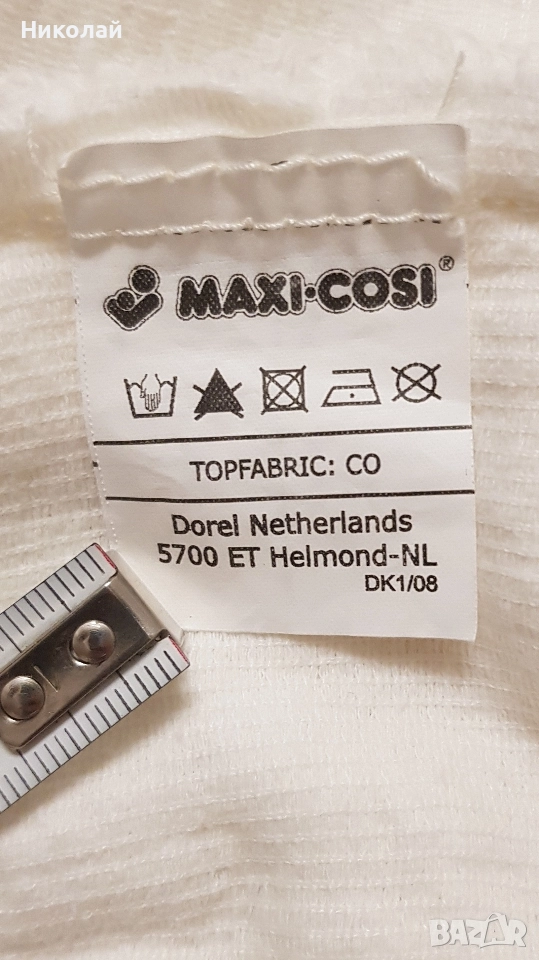 Николай
MAXI·COSI®
TOPFABRIC: CO
Dorel Netherlands
5700 ET Helmond-NL
DK1/08
BAZAR